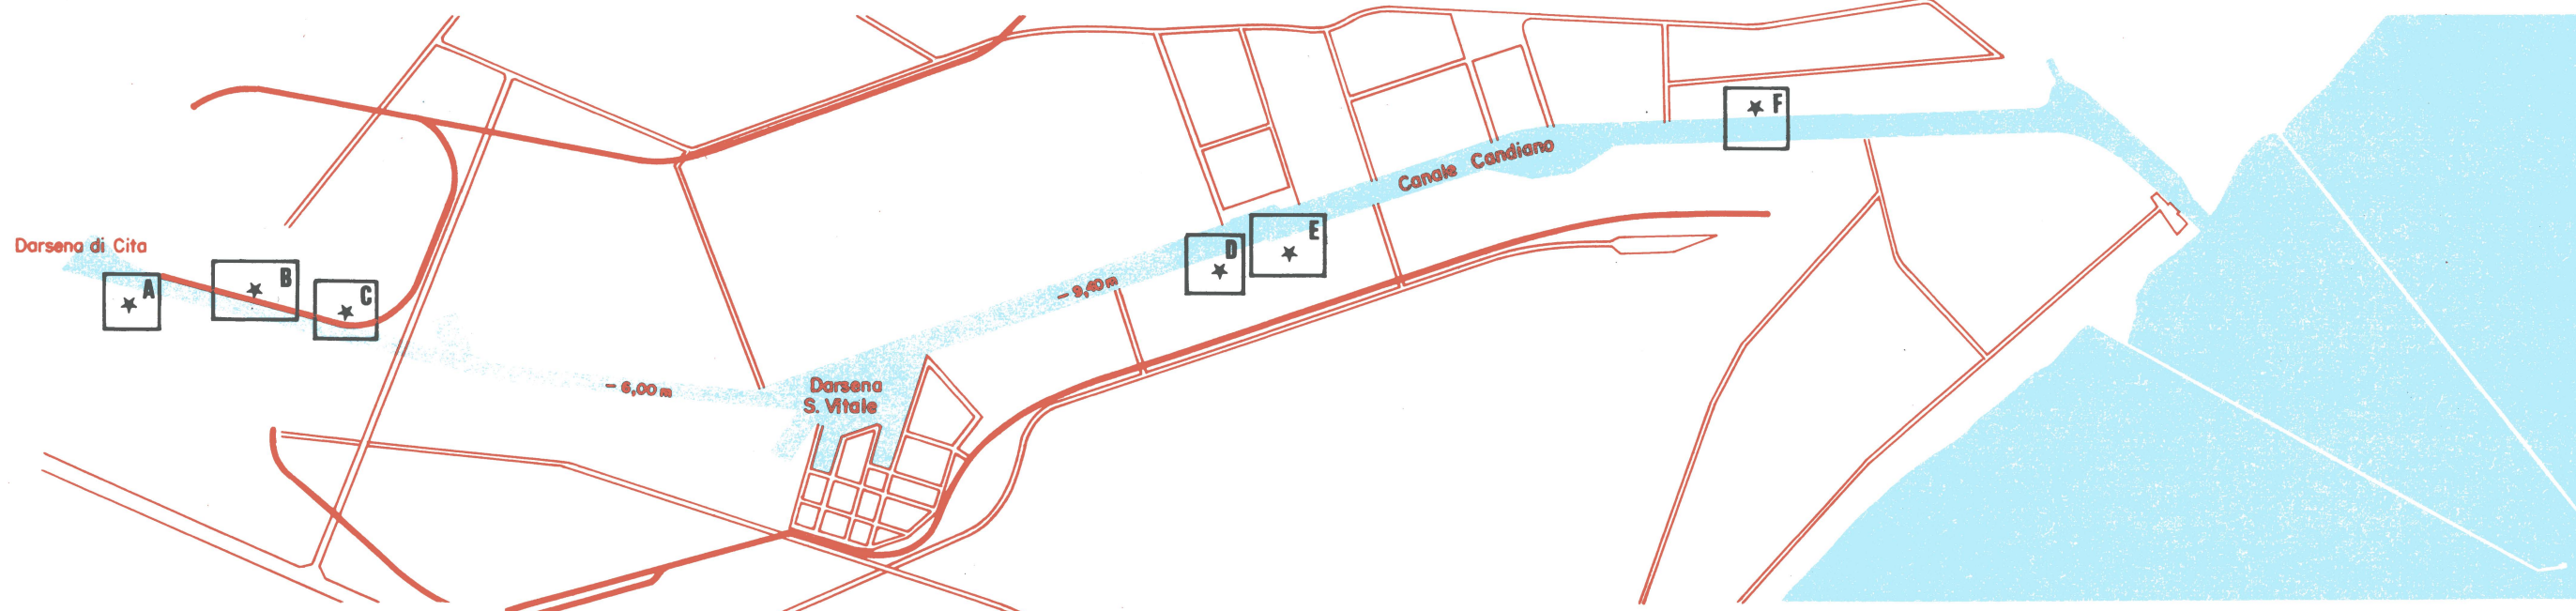 Darsena di Cita
A
B
C
– 6,00 m
Darsena
S. Vitale
– 9,40 m
D
E
Canale Candiano
F